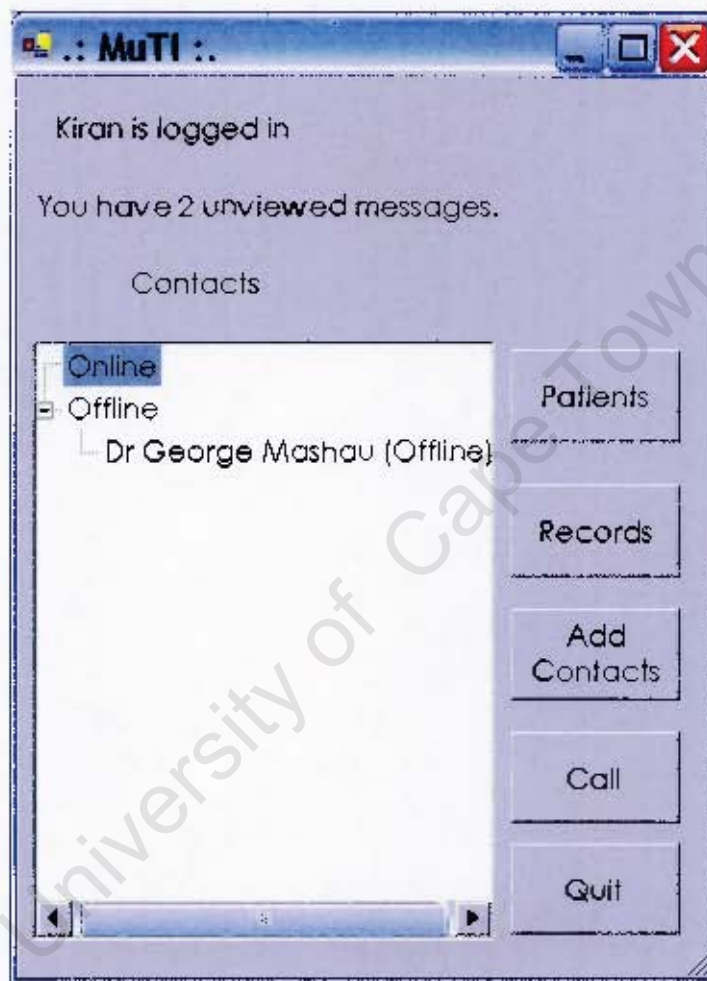 .: MuTI :.
Kiran is logged in
You have 2 unviewed messages.
Contacts
Online
Offline
Dr George Mashau (Offline)
Patients
Records
Add
Contacts
Call
Quit
University of Cape Town